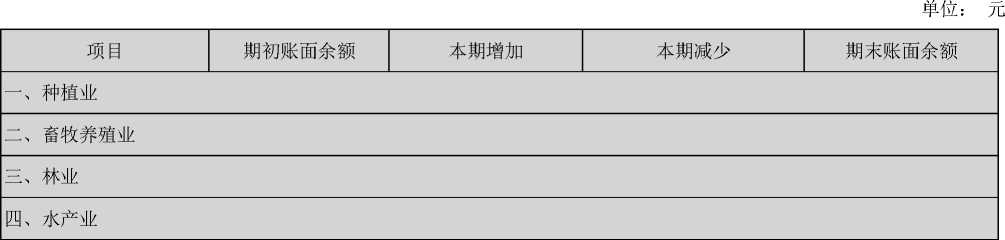 单位： 元
项目 期初账面余额 本期增加 本期减少 期末账面余额
一、种植业
二、畜牧养殖业
三、林业
四、水产业